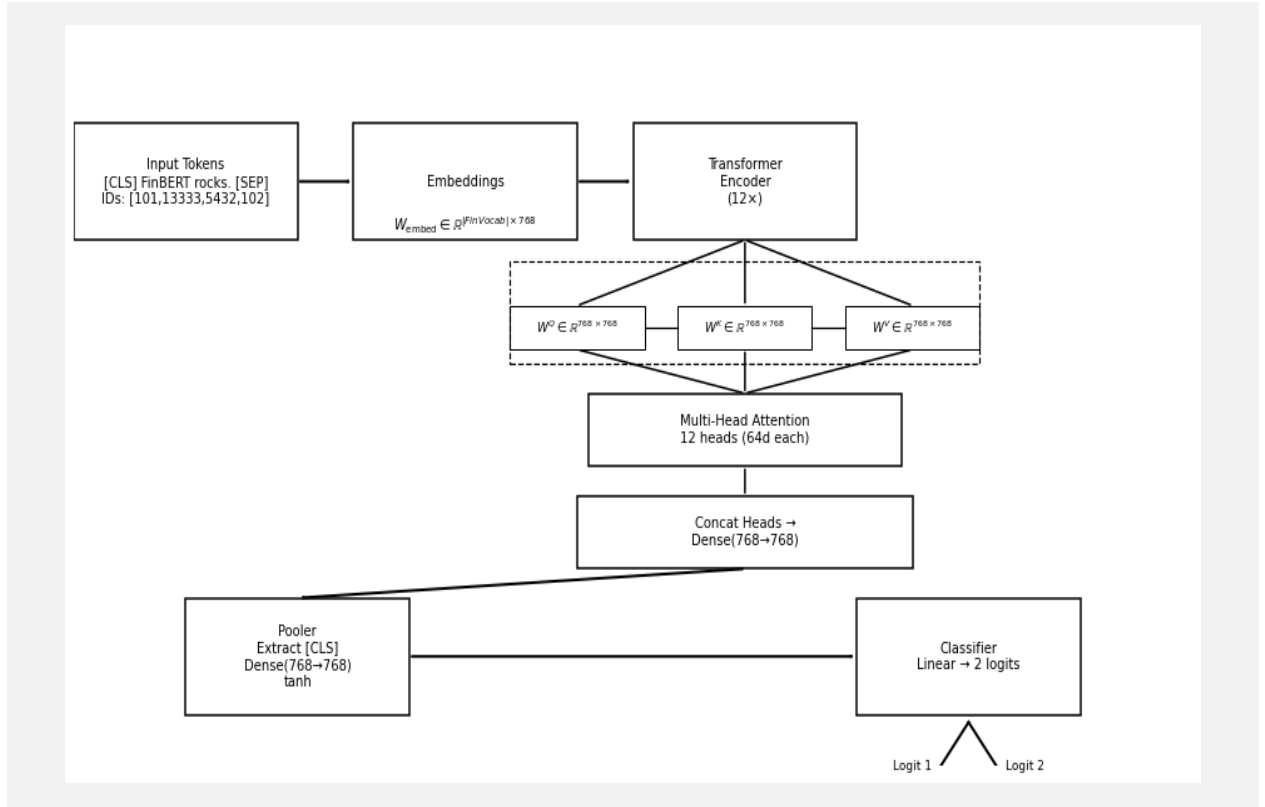 Input Tokens
[CLS] FinBERT rocks. [SEP]
IDs: [101,13333,5432,102]
Embeddings
W_embed ∈ ℝ^|FinVocab|×768
Transformer
Encoder
(12×)
W^Q ∈ ℝ^768×768
W^K ∈ ℝ^768×768
W^V ∈ ℝ^768×768
Multi-Head Attention
12 heads (64d each)
Concat Heads →
Dense(768→768)
Pooler
Extract [CLS]
Dense(768→768)
tanh
Classifier
Linear → 2 logits
Logit 1
Logit 2